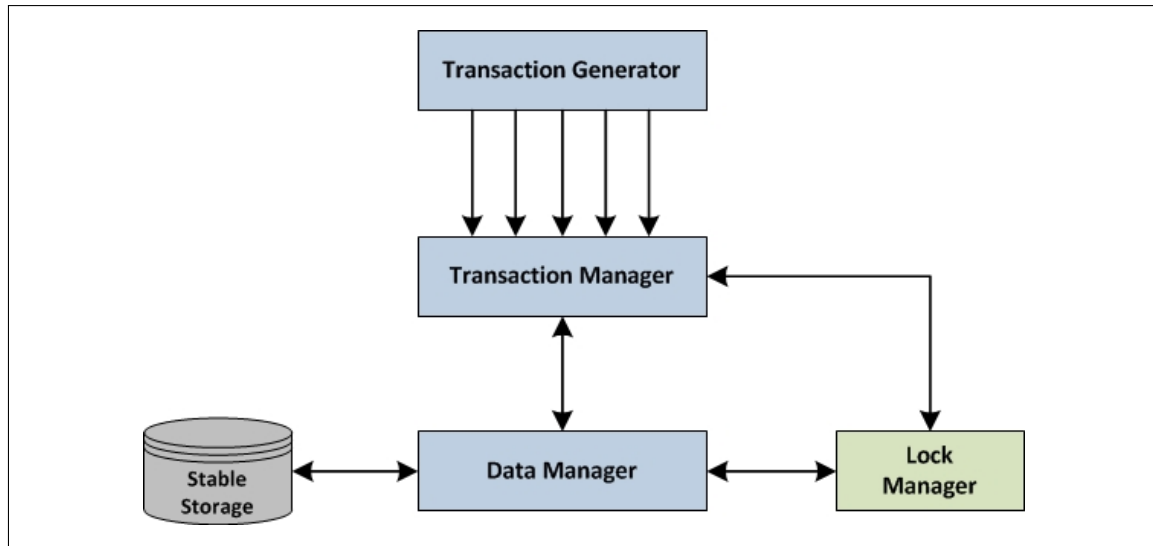 Transaction Generator
Transaction Manager
Stable
Storage
Data Manager
Lock
Manager